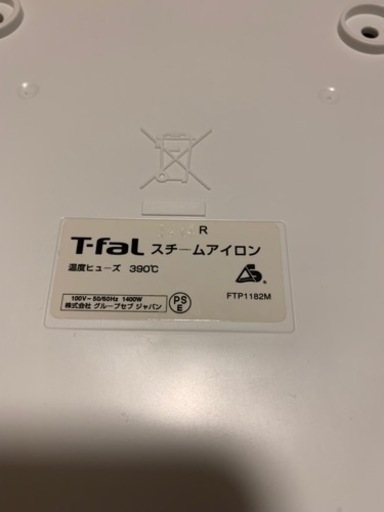 R
T-faL スチームアイロン
温度ヒューズ 390℃
100V~50/60Hz 1400W
株式会社 グループセブ ジャパン
PS
E
FTP1182M